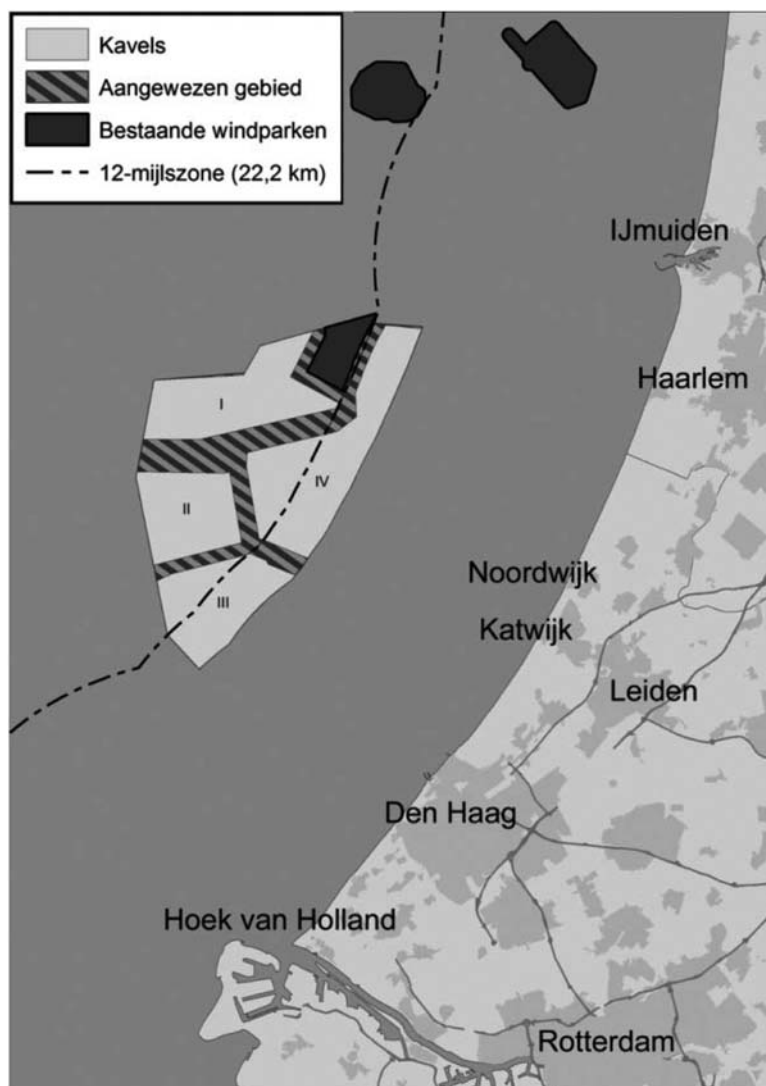 Kavels
Aangewezen gebied
Bestaande windparken
12-mijlszone (22,2 km)
IJmuiden
Haarlem
I
IV
II
Noordwijk
III
Katwijk
Leiden
Den Haag
Hoek van Holland
Rotterdam